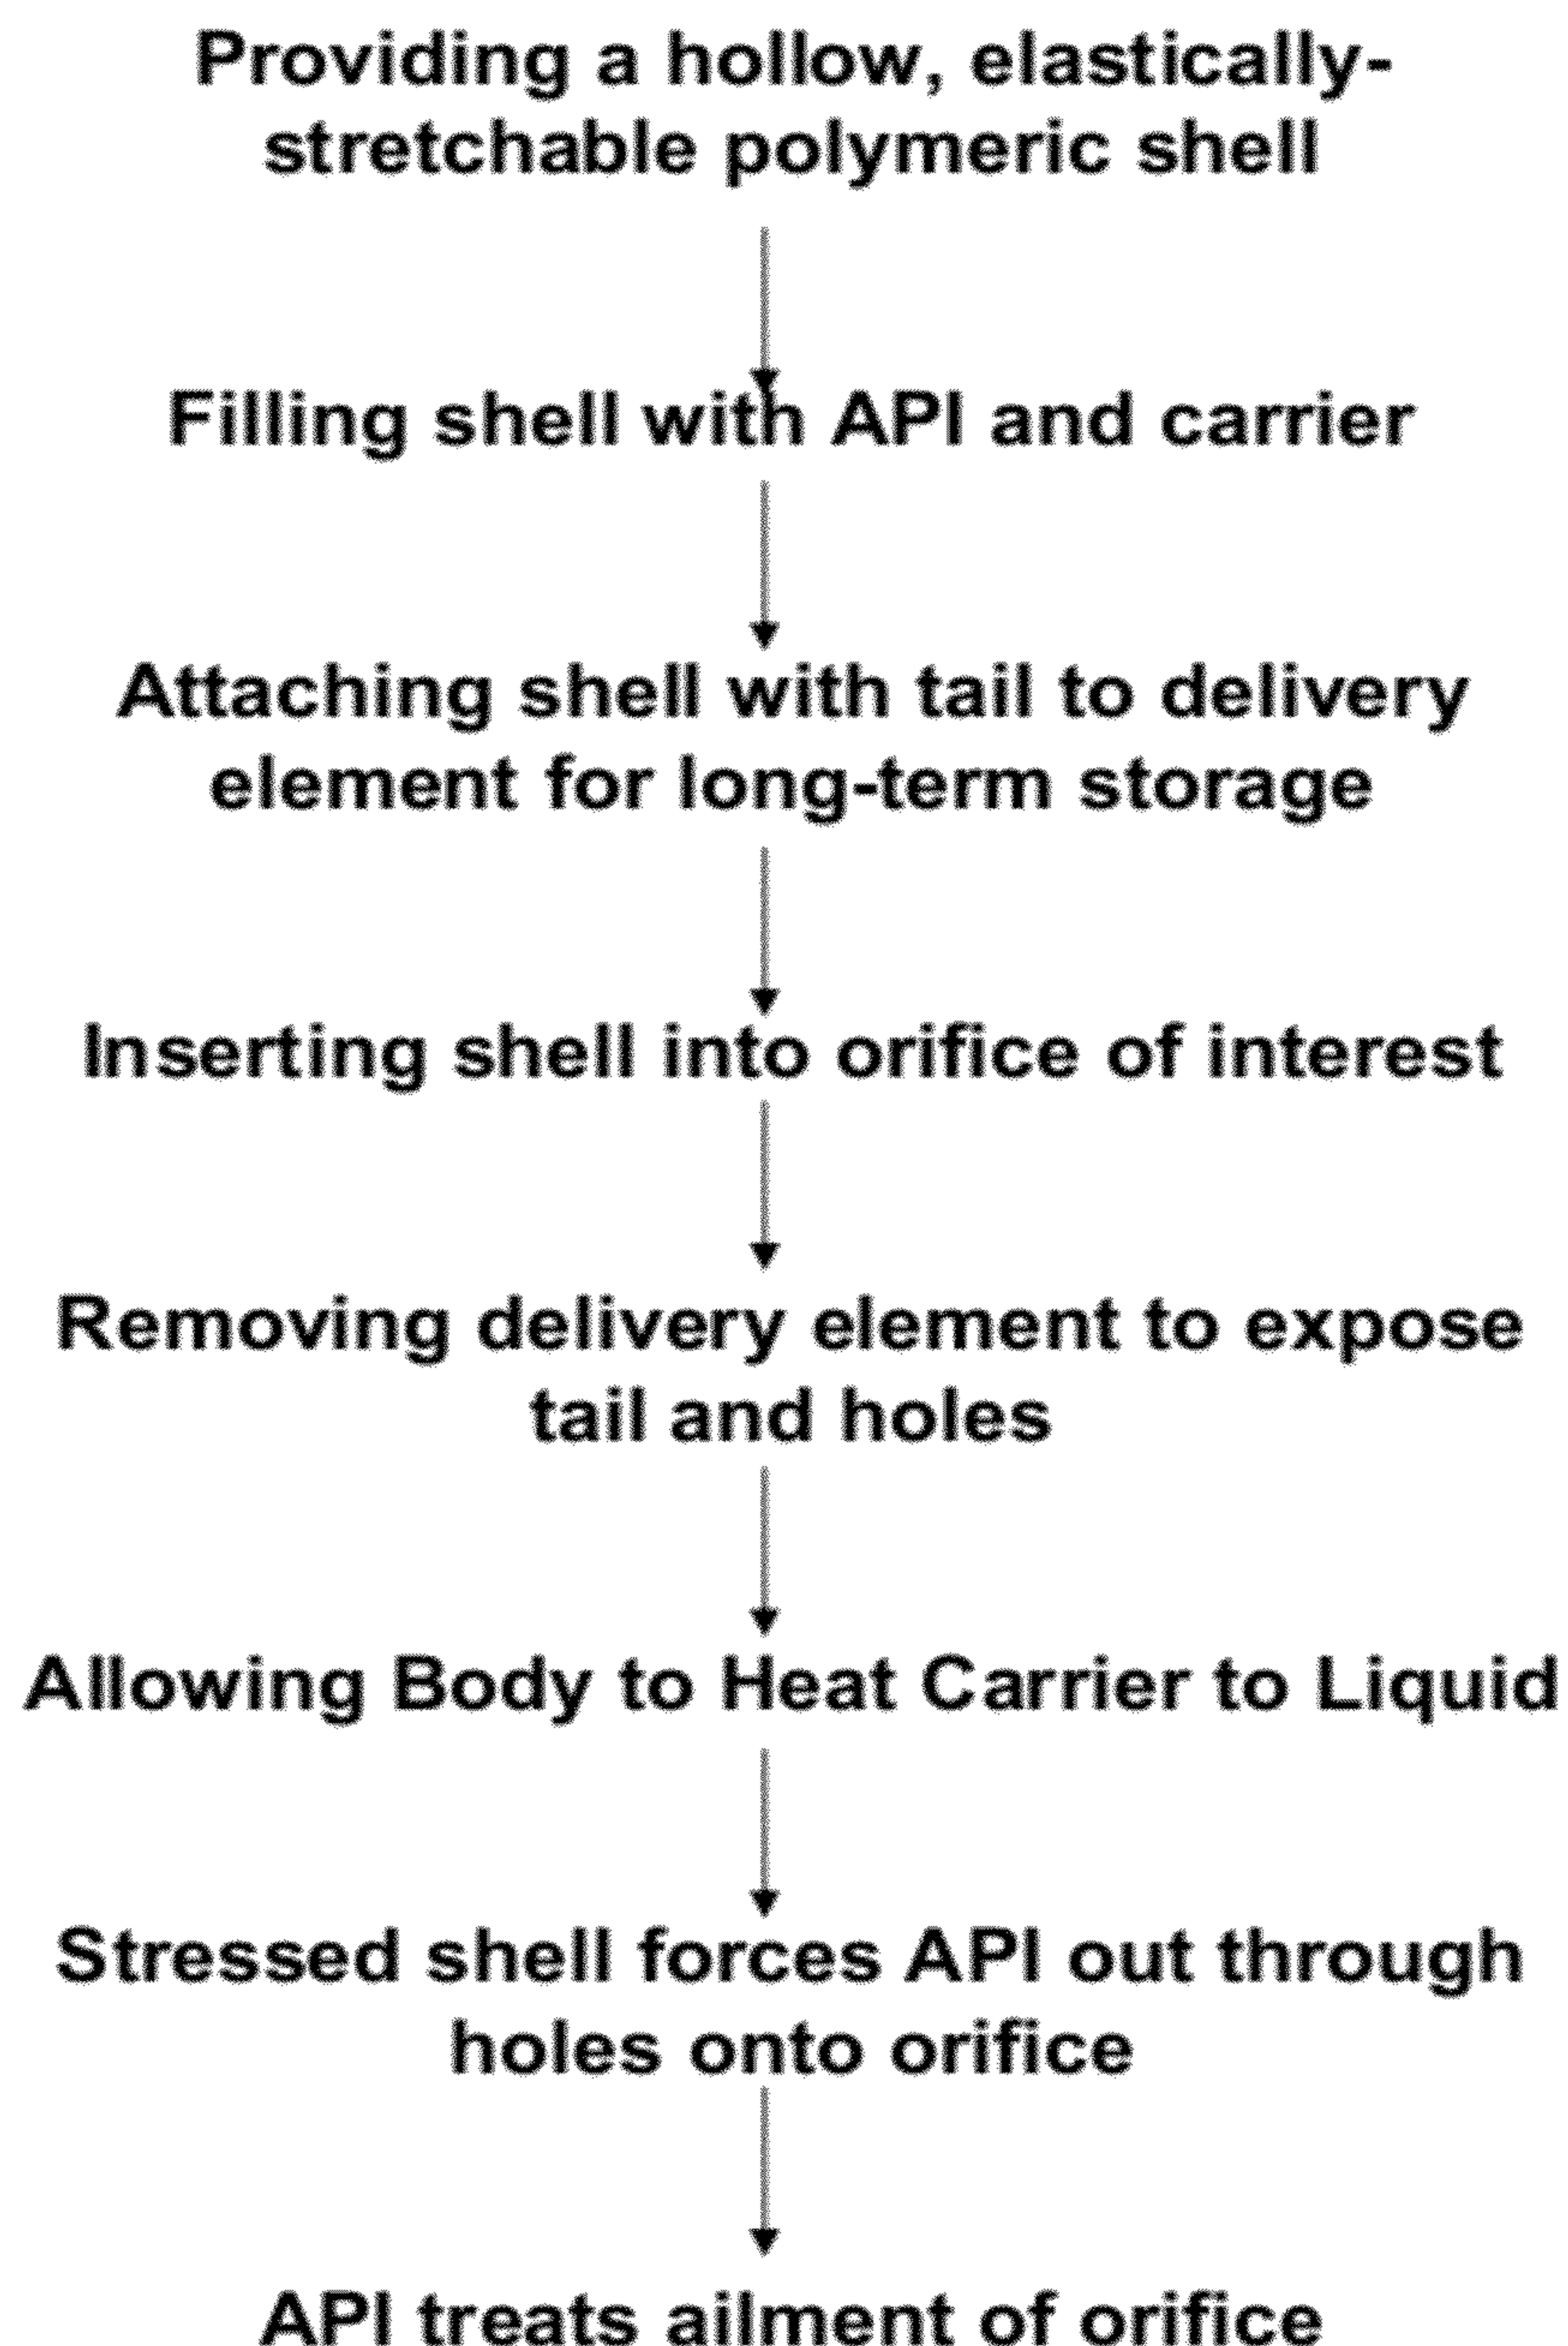 Providing a hollow, elastically-
stretchable polymeric shell
Filling shell with API and carrier
Attaching shell with tail to delivery
element for long-term storage
Inserting shell into orifice of interest
Removing delivery element to expose
tail and holes
Allowing Body to Heat Carrier to Liquid
Stressed shell forces API out through
holes onto orifice
API treats ailment of orifice